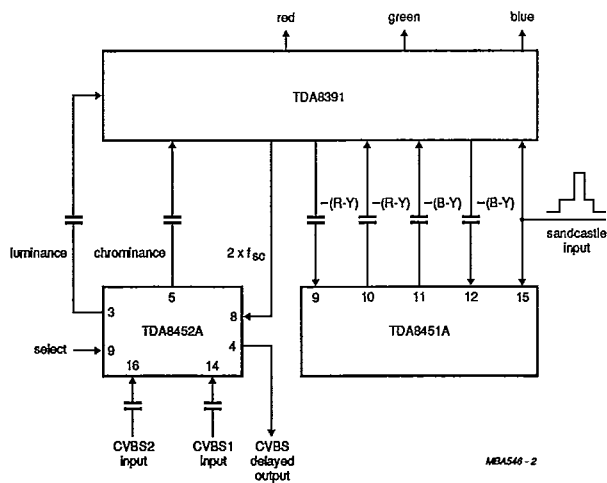 red
green
blue
TDA8391
–(R-Y)
–(R-Y)
–(B-Y)
–(B-Y)
luminance
chrominance
2 x fSC
sandcastle
input
3
5
8
4
9
16
14
TDA8452A
9
10
11
12
15
TDA8451A
select
CVBS2
input
CVBS1
input
CVBS
delayed
output
MBA546 - 2